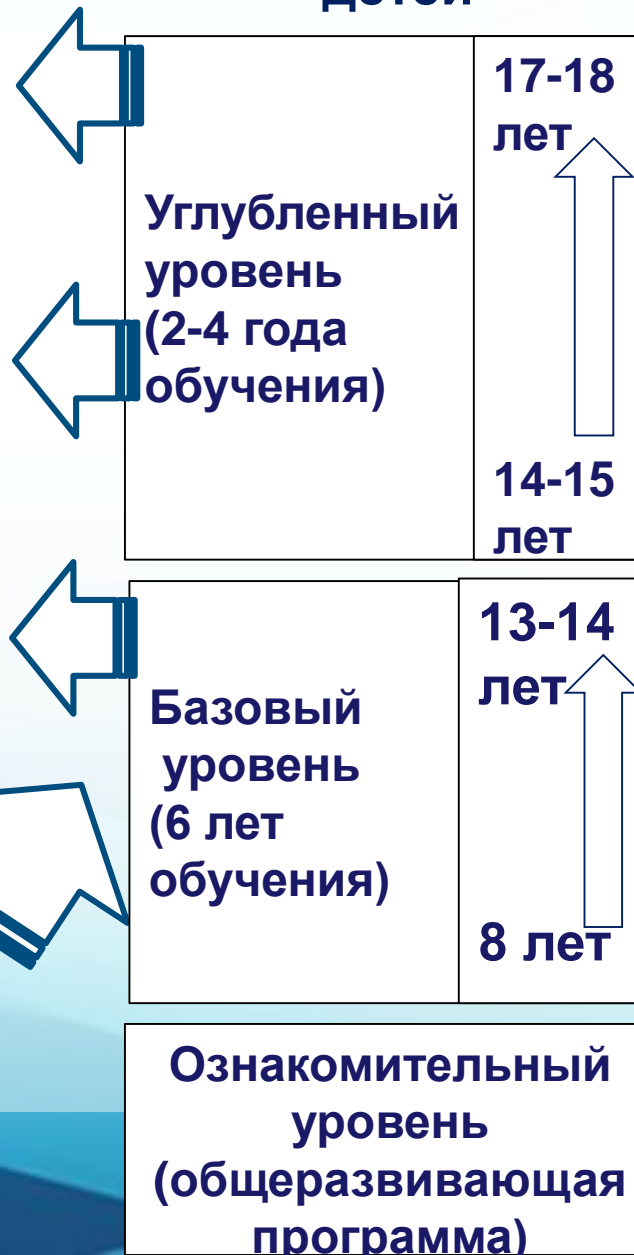 детей
17-18
лет
Углубленный
уровень
(2-4 года
обучения)
14-15
лет
13-14
лет
Базовый
уровень
(6 лет
обучения)
8 лет
Ознакомительный
уровень
(общеразвивающая
программа)